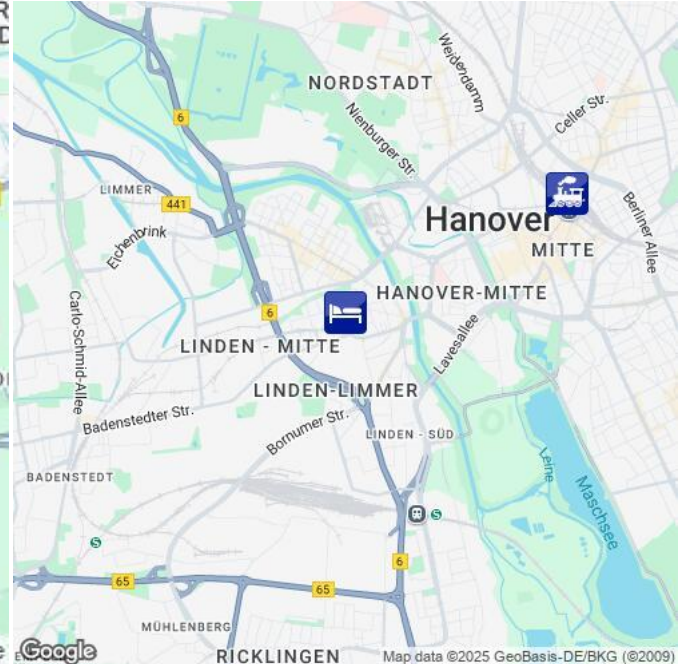 NORDSTADT
Weidendamm
Celler Str.
Nienburger Str.
6
LIMMER
441
Berliner Allee
Hanover
MITTE
Eichenbrink
HANOVER-MITTE
6
Carlo-Schmid-Allee
LINDEN - MITTE
Lavesallee
LINDEN-LIMMER
Badenstedter Str.
Bornumer Str.
LINDEN - SÜD
Leine
Maschsee
BADENSTEDT
S
S
6
65
65
MÜHLENBERG
RICKLINGEN
Google
Map data ©2025 GeoBasis-DE/BKG (©2009)